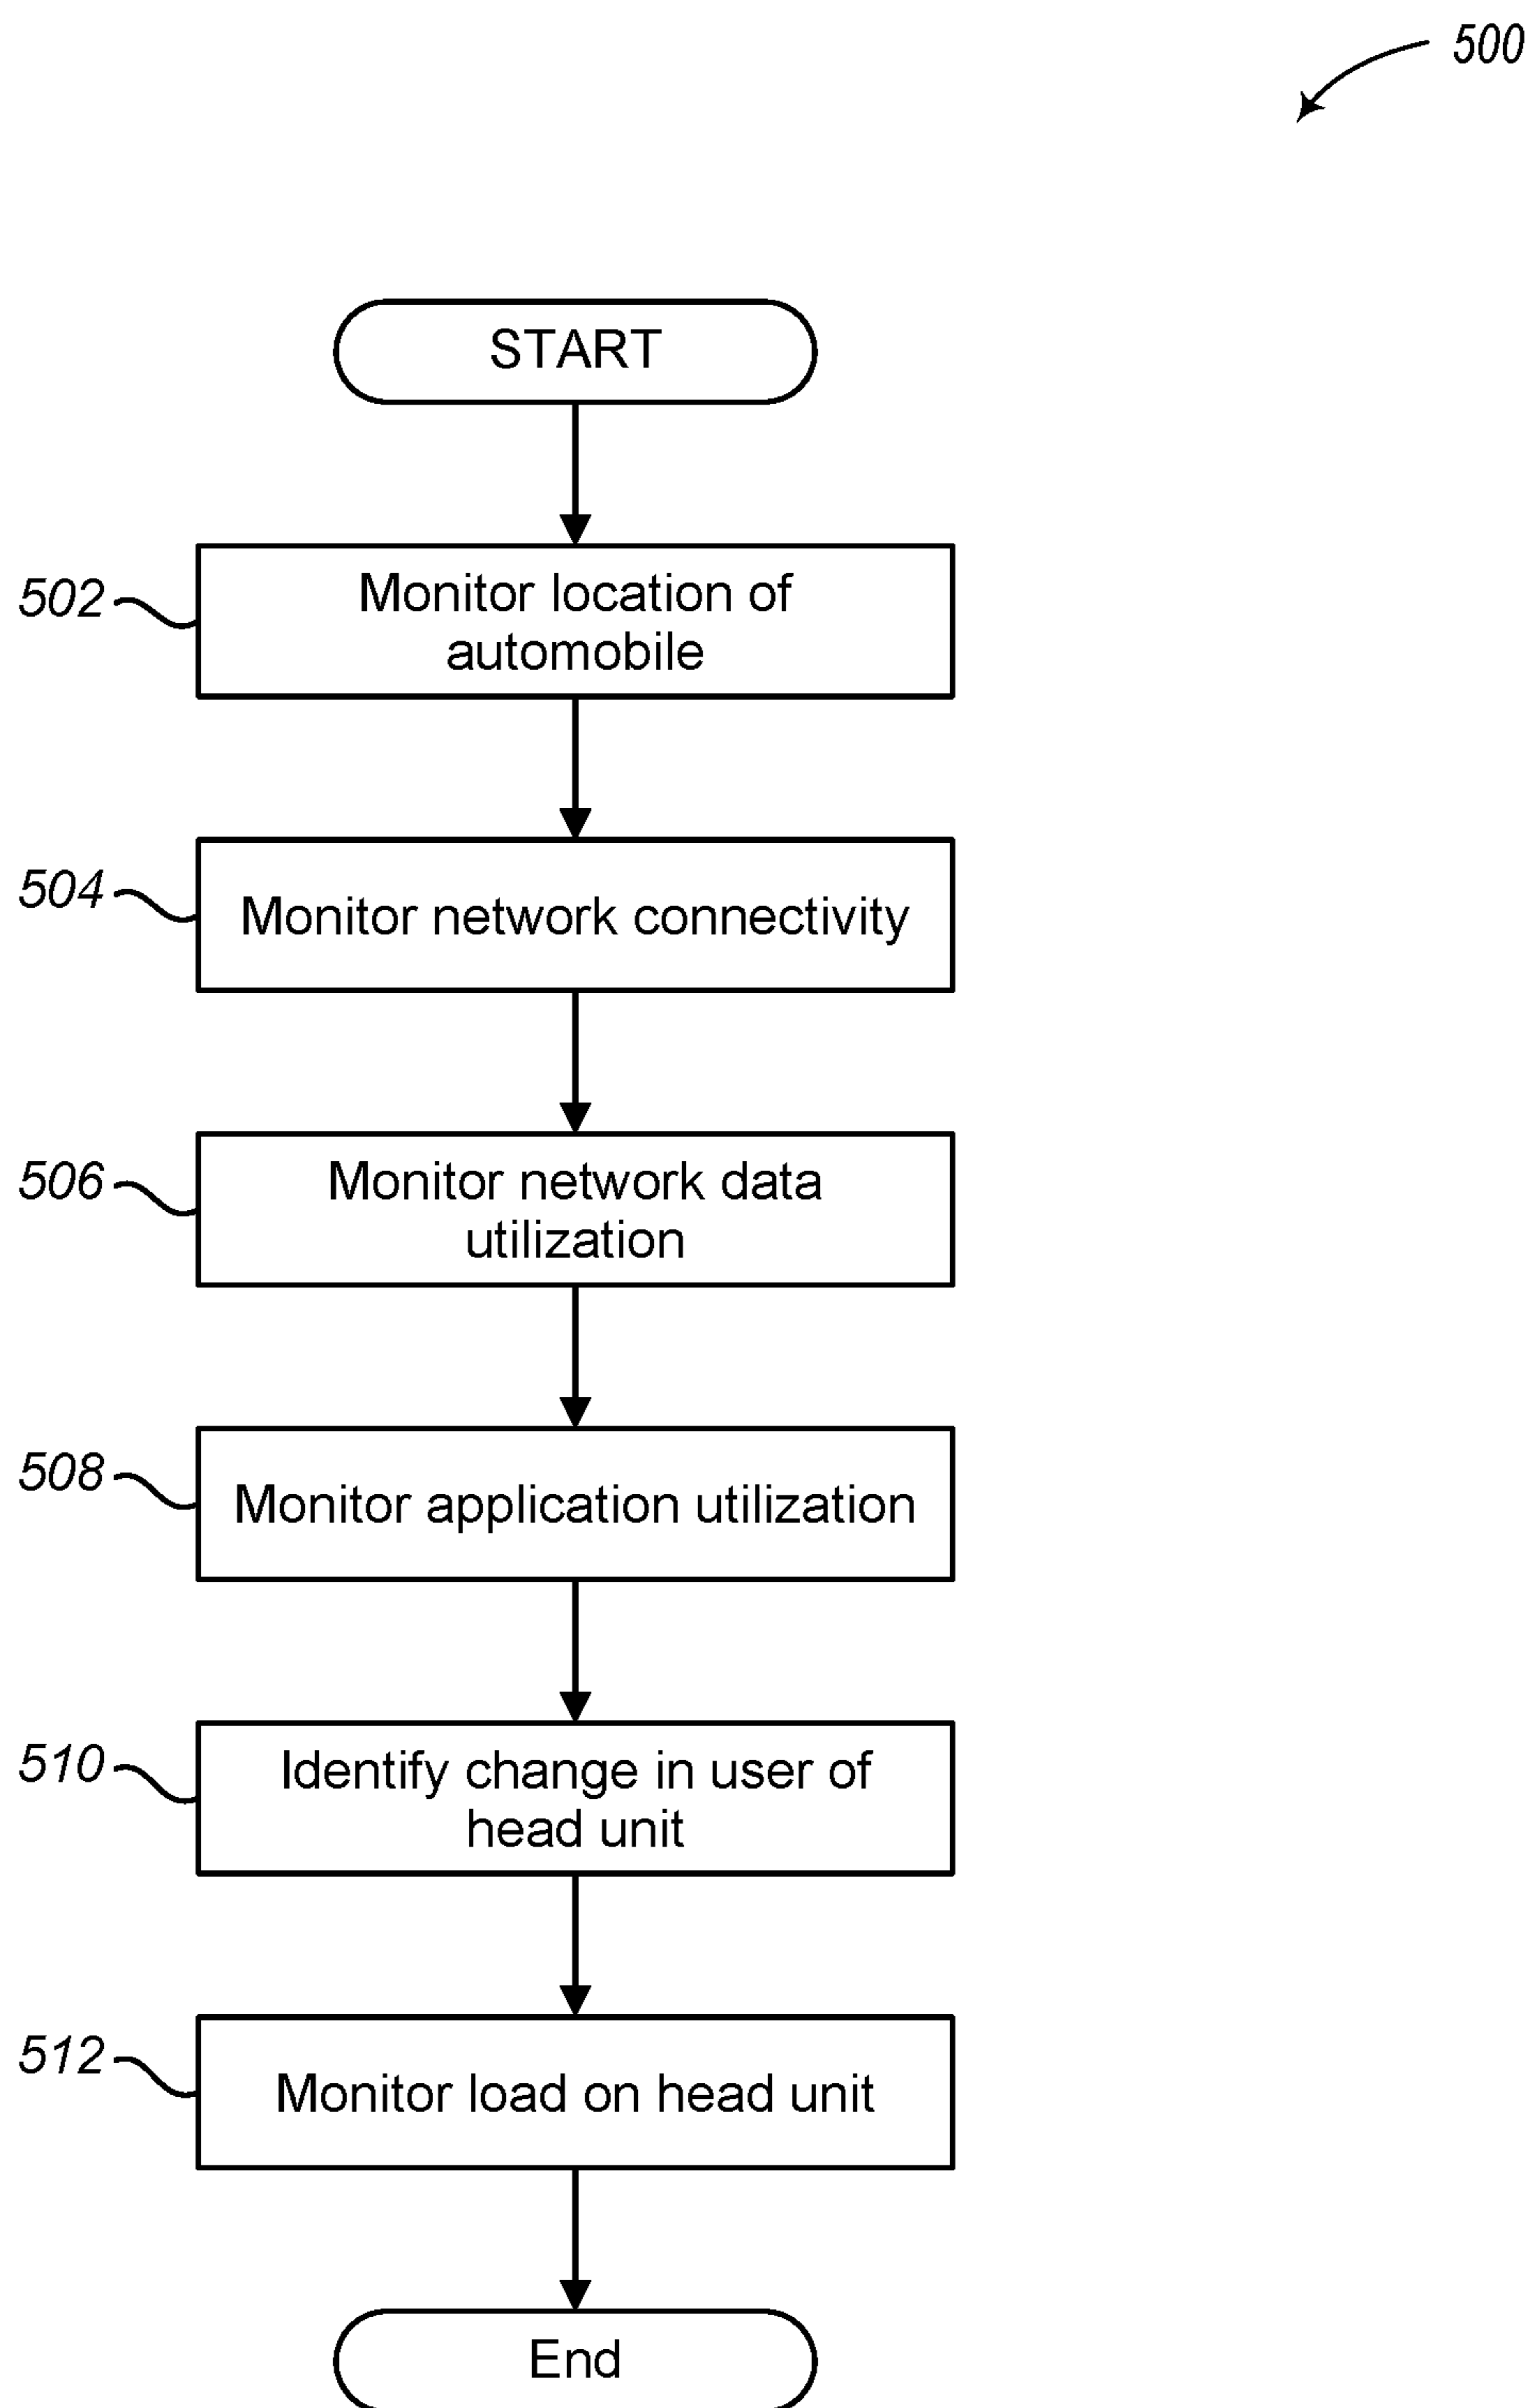 500
START
502
Monitor location of
automobile
504
Monitor network connectivity
506
Monitor network data
utilization
508
Monitor application utilization
510
Identify change in user of
head unit
512
Monitor load on head unit
End